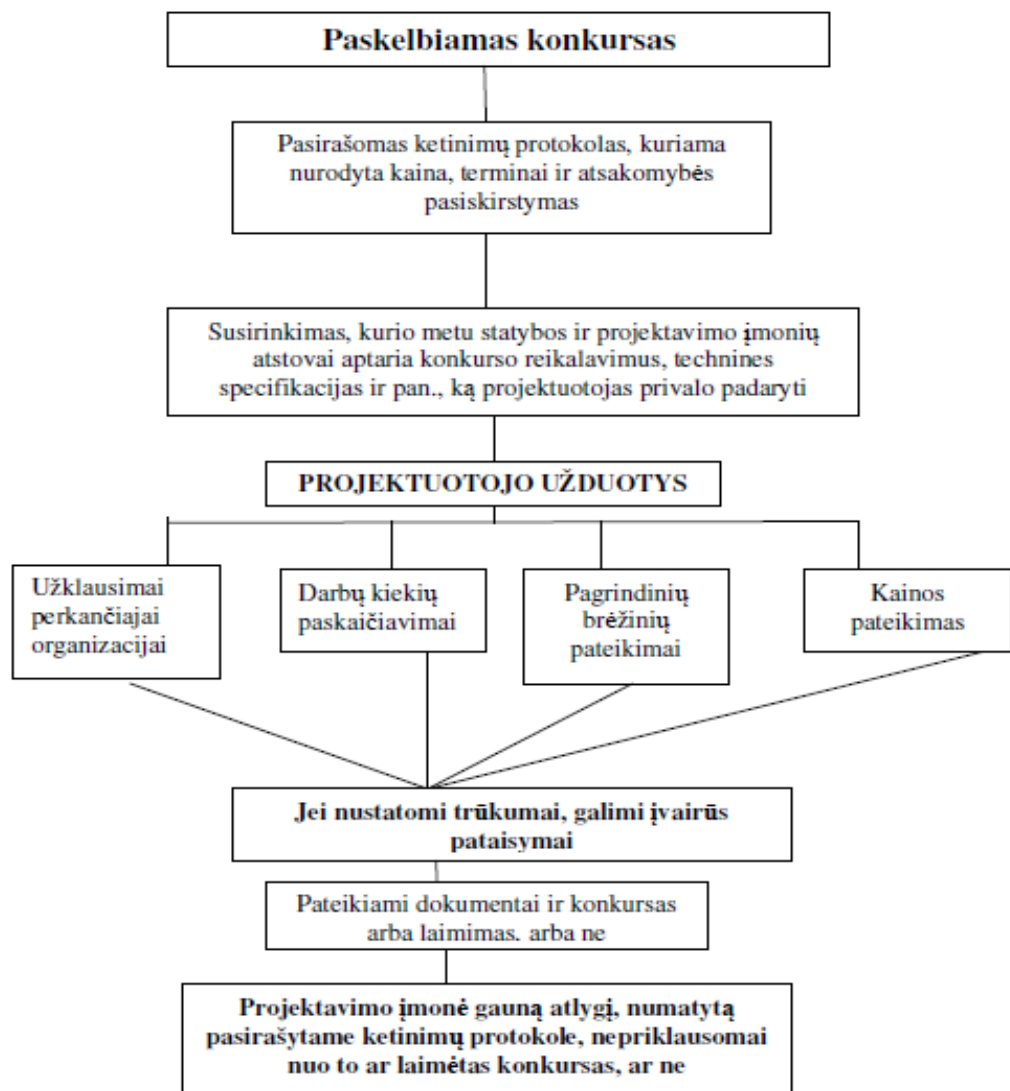 Paskelbiamas konkursas
Pasirašomas ketinimų protokolas, kuriama
nurodyta kaina, terminai ir atsakomybės
pasiskirstymas
Susirinkimas, kurio metu statybos ir projektavimo įmonių
atstovai aptaria konkurso reikalavimus, technines
specifikacijas ir pan., ką projektuotojas privalo padaryti
PROJEKTUOTOJO UŽDUOTYS
Užklausimai
perkančiajai
organizacijai
Darbų kiekių
paskaičiavimai
Pagrindinių
brėžinių
pateikimai
Kainos
pateikimas
Jei nustatomi trūkumai, galimi įvairūs
pataisymai
Pateikiami dokumentai ir konkursas
arba laimimas, arba ne
Projektavimo įmonė gauną atlygį, numatytą
pasirašytame ketinimų protokole, nepriklausomai
nuo to ar laimėtas konkursas, ar ne